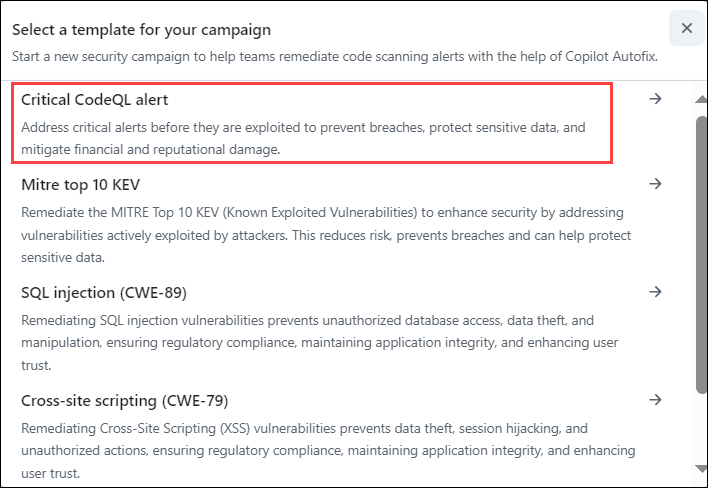 Select a template for your campaign
Start a new security campaign to help teams remediate code scanning alerts with the help of Copilot Autofix.
Critical CodeQL alert
Address critical alerts before they are exploited to prevent breaches, protect sensitive data, and
mitigate financial and reputational damage.
Mitre top 10 KEV
Remediate the MITRE Top 10 KEV (Known Exploited Vulnerabilities) to enhance security by addressing
vulnerabilities actively exploited by attackers. This reduces risk, prevents breaches and can help protect
sensitive data.
SQL injection (CWE-89)
Remediating SQL injection vulnerabilities prevents unauthorized database access, data theft, and
manipulation, ensuring regulatory compliance, maintaining application integrity, and enhancing user
trust.
Cross-site scripting (CWE-79)
Remediating Cross-Site Scripting (XSS) vulnerabilities prevents data theft, session hijacking, and
unauthorized actions, ensuring regulatory compliance, maintaining application integrity, and enhancing
user trust.